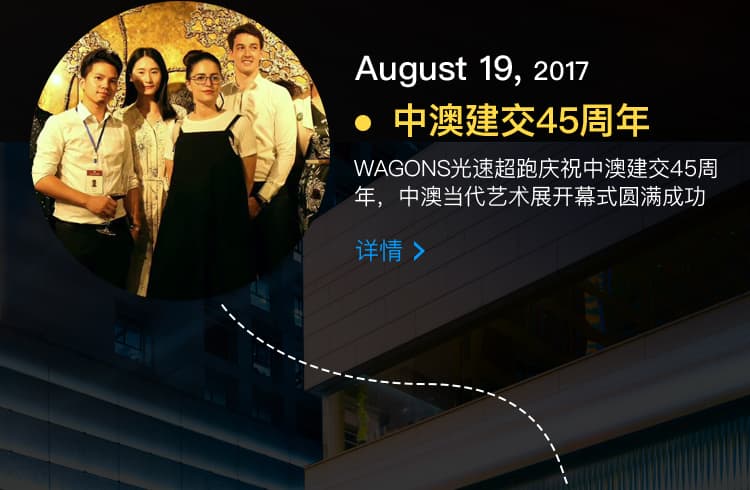 August 19, 2017
中澳建交45周年
WAGONS光速超跑庆祝中澳建交45周
年，中澳当代艺术展开幕式圆满成功
详情